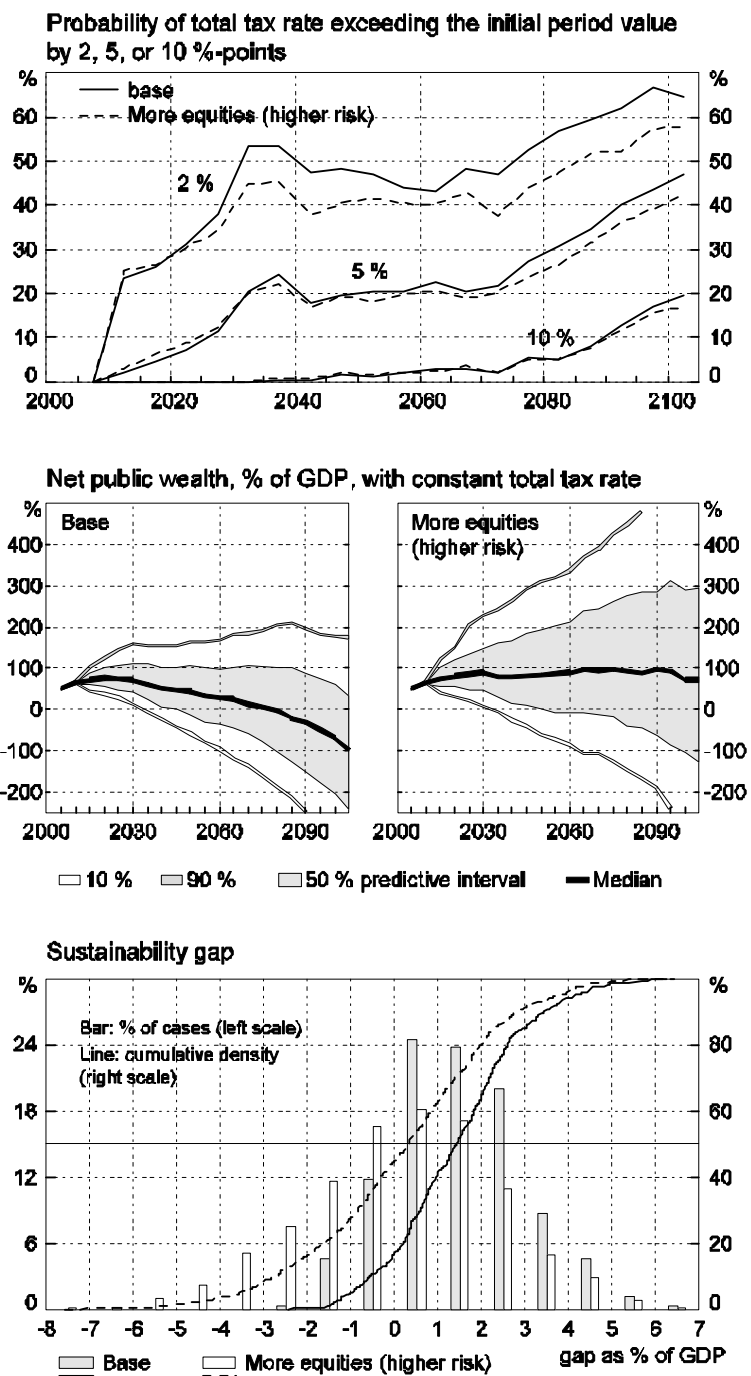 Probability of total tax rate exceeding the initial period value
by 2, 5, or 10 %-points
% %
base
More equities (higher risk)
60 60
50 50
2 %
40 40
30 30
5 %
20 20
10 10
10 %
0 0
2000 2020 2040 2060 2080 2100
Net public wealth, % of GDP, with constant total tax rate
% %
Base More equities
(higher risk)
400 400
300 300
200 200
100 100
0 0
-100 -100
-200 -200
2000 2030 2060 2090 2000 2030 2060 2090
10 % 90 % 50 % predictive interval Median
Sustainability gap
% %
Bar: % of cases (left scale)
Line: cumulative density
(right scale)
24 80
18 60
12 40
6 20
0 0
-8 -7 -6 -5 -4 -3 -2 -1 0 1 2 3 4 5 6 7
gap as % of GDP
Base More equities (higher risk)